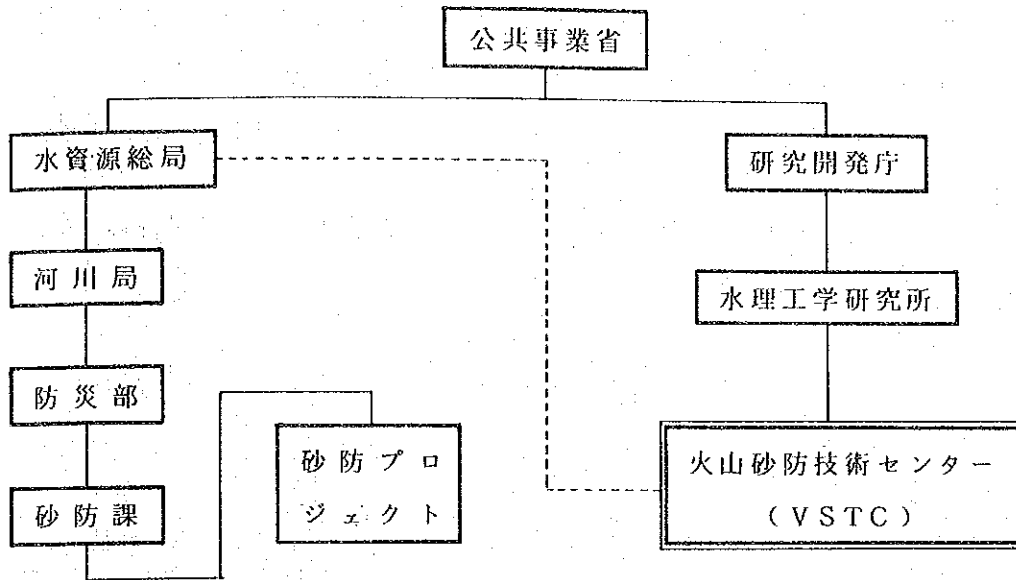 公共事業省
水資源総局
研究開発庁
河川局
水理工学研究所
防災部
砂防プロ
ジェクト
火山砂防技術センター
（VSTC）
砂防課